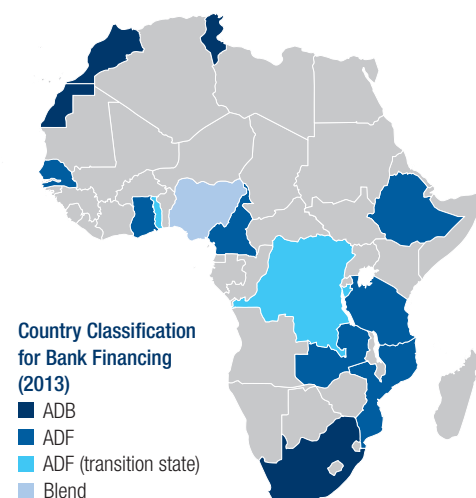 Country Classification
for Bank Financing
(2013)
ADB
ADF
ADF (transition state)
Blend